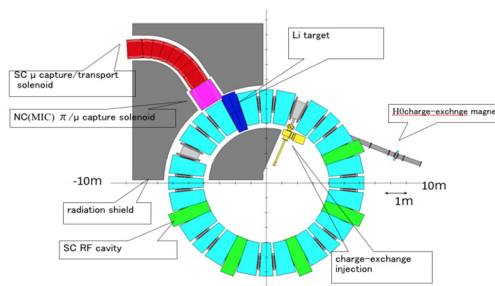 Li target
SC μ capture/transport
solenoid
H0charge-exchnge magne
NC(MIC) π/μ capture solenoid
-10m
10m
1m
radiation shield
SC RF cavity
charge-exchange
injection